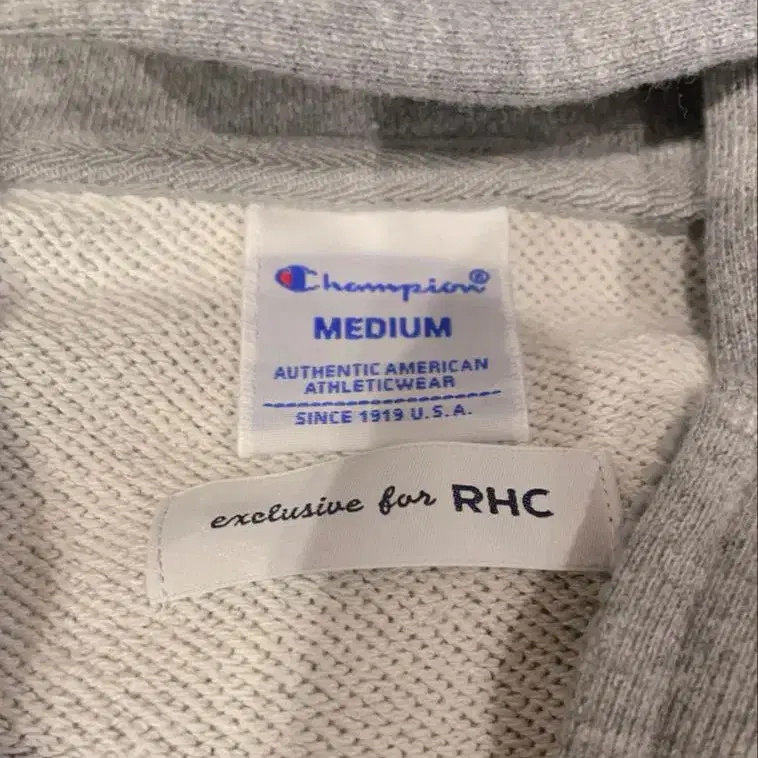 Champion®
MEDIUM
AUTHENTIC AMERICAN
ATHLETICWEAR
SINCE 1919 U.S.A.
exclusive for RHC